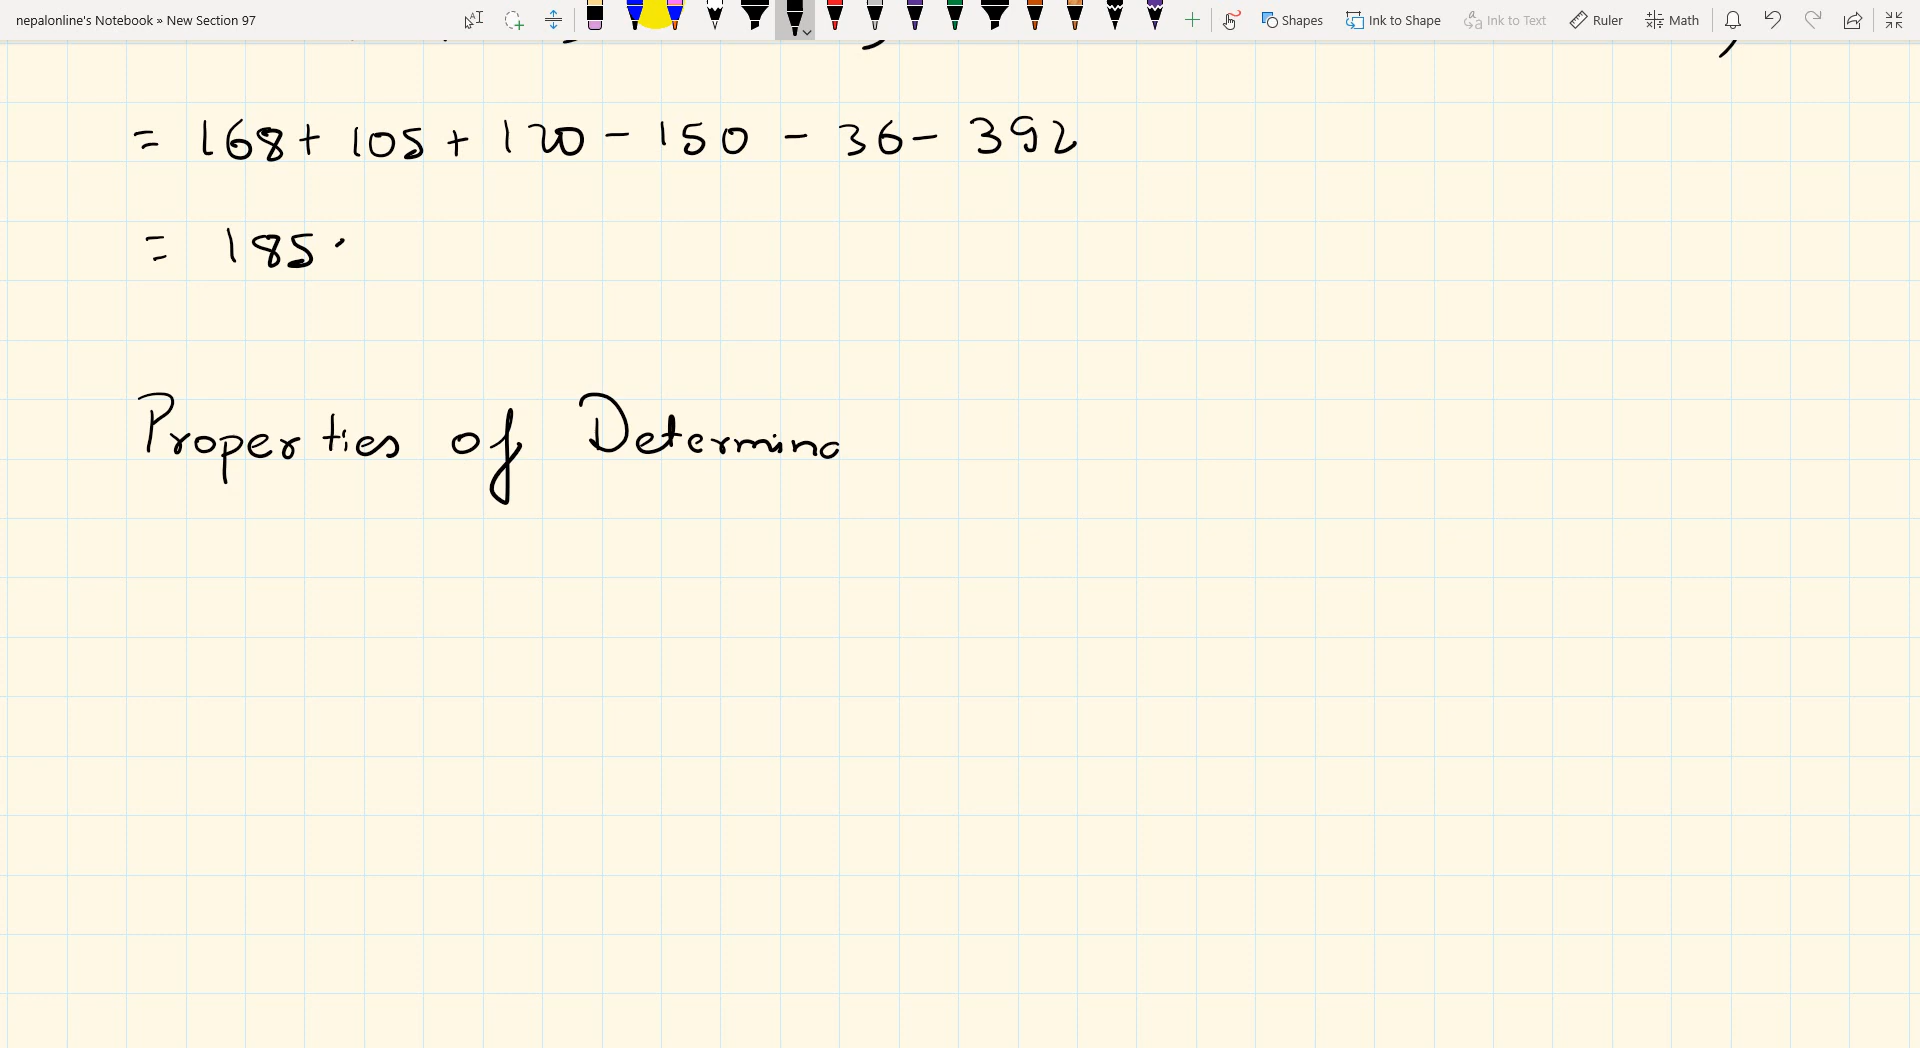 nepalonline's Notebook » New Section 97
Shapes Ink to Shape Ink to Text Ruler Math
= 168 + 105 + 120 - 150 - 36 - 392
= 185.
Properties of Determina